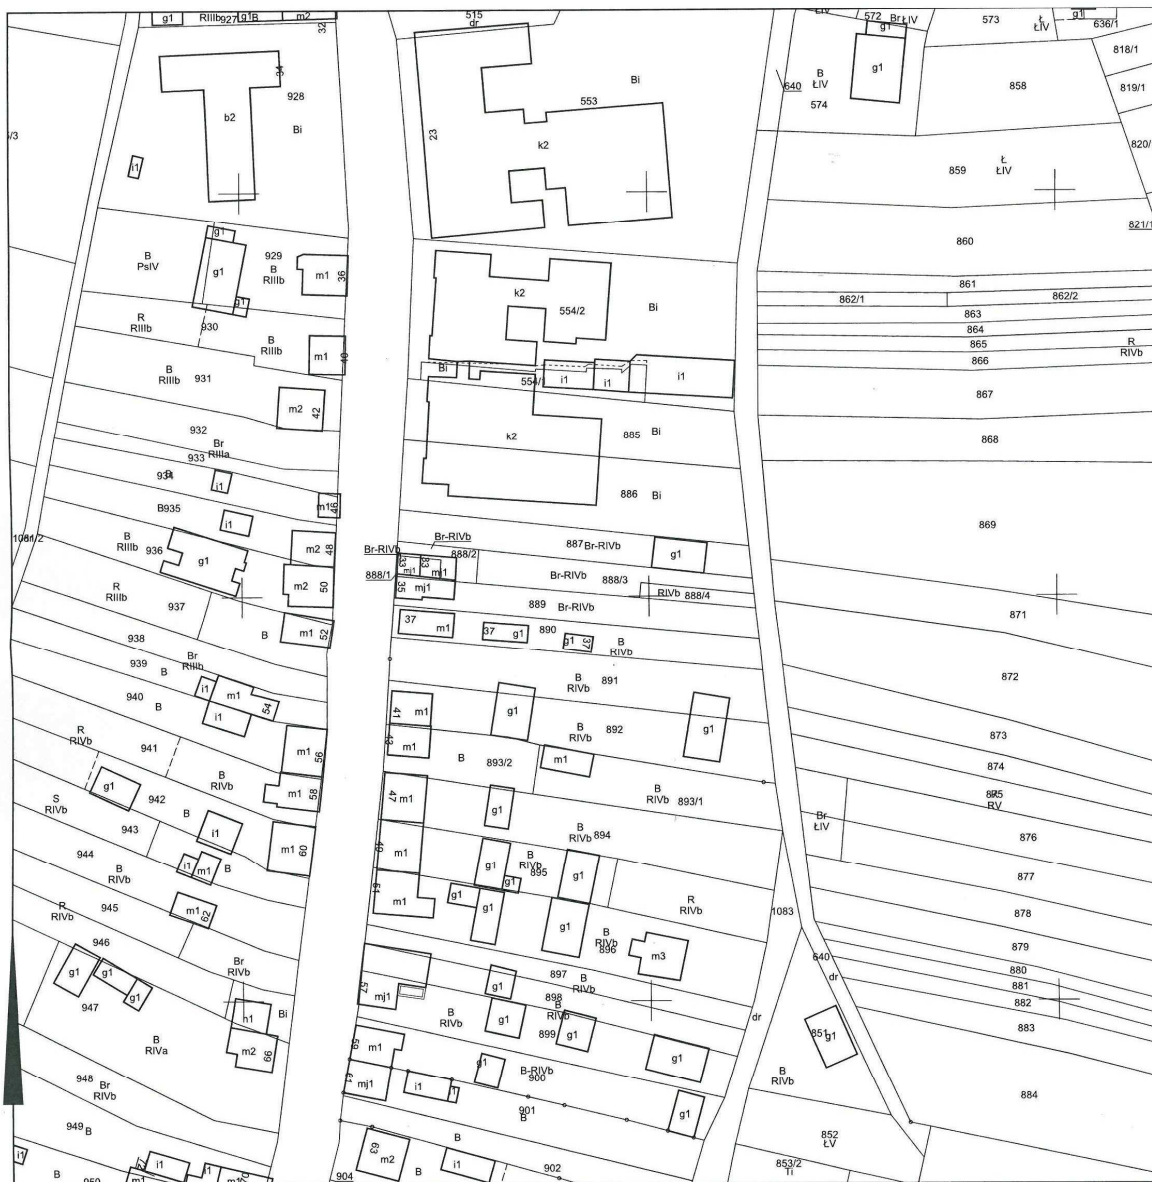 g1
RIIIb
927
g1
B
m2
32
515
dr
ŁIV
572
Br
ŁIV
g1
573
Ł
ŁIV
g1
636/1
818/1
34
928
Bi
b2
i1
Bi
553
23
k2
640
B
ŁIV
574
g1
858
819/1
820/
859
Ł
ŁIV
821/1
860
B
PsIV
g1
g1
929
B
RIIIb
m1
36
g1
k2
554/2
Bi
861
862/1
862/2
863
864
865
866
R
RIVb
R
RIIIb
930
B
RIIIb
m1
40
B
RIIIb
931
m2
42
Bi
554/1
i1
i1
i1
867
868
932
Br
RIIIa
933
934
B
i1
k2
885
Bi
886
Bi
869
B935
i1
m1
46
B
RIIIb
936
g1
m2
48
Br-RIVb
Br-RIVb
888/2
887
Br-RIVb
g1
33
mj1
83
mj1
888/1
35
mj1
Br-RIVb
888/3
RIVb
888/4
R
RIIIb
937
m2
50
889
Br-RIVb
871
938
B
m1
52
37
m1
37
g1
890
g1
37
B
RIVb
939
Br
RIIIb
B
i1
m1
i1
54
B
RIVb
891
872
940
B
41
m1
g1
B
RIVb
892
g1
873
R
RIVb
941
m1
56
43
m1
B
893/2
m1
874
g1
942
B
RIVb
m1
58
47
m1
g1
B
RIVb
893/1
875
R
RV
S
RIVb
943
B
i1
Br
ŁIV
B
RIVb
894
876
944
B
RIVb
i1
m1
B
m1
60
49
m1
g1
g1
B
RIVb
895
g1
877
945
m1
62
51
m1
g1
g1
g1
R
RIVb
1083
878
R
RIVb
946
B
RIVb
896
m3
879
g1
g1
g1
947
Br
RIVb
57
mj1
g1
897
B
RIVb
898
640
dr
880
881
882
Bi
m2
66
B
RIVb
g1
B
RIVb
899
g1
dr
883
B
RIVa
59
m1
g1
g1
851
g1
948
Br
RIVb
61
mj1
i1
B-RIVb
900
B
RIVb
884
949
B
901
B
g1
852
ŁV
i1
i1
i1
63
m2
B
i1
902
853/2
Ti
B
950
m1
m1
70
904
B